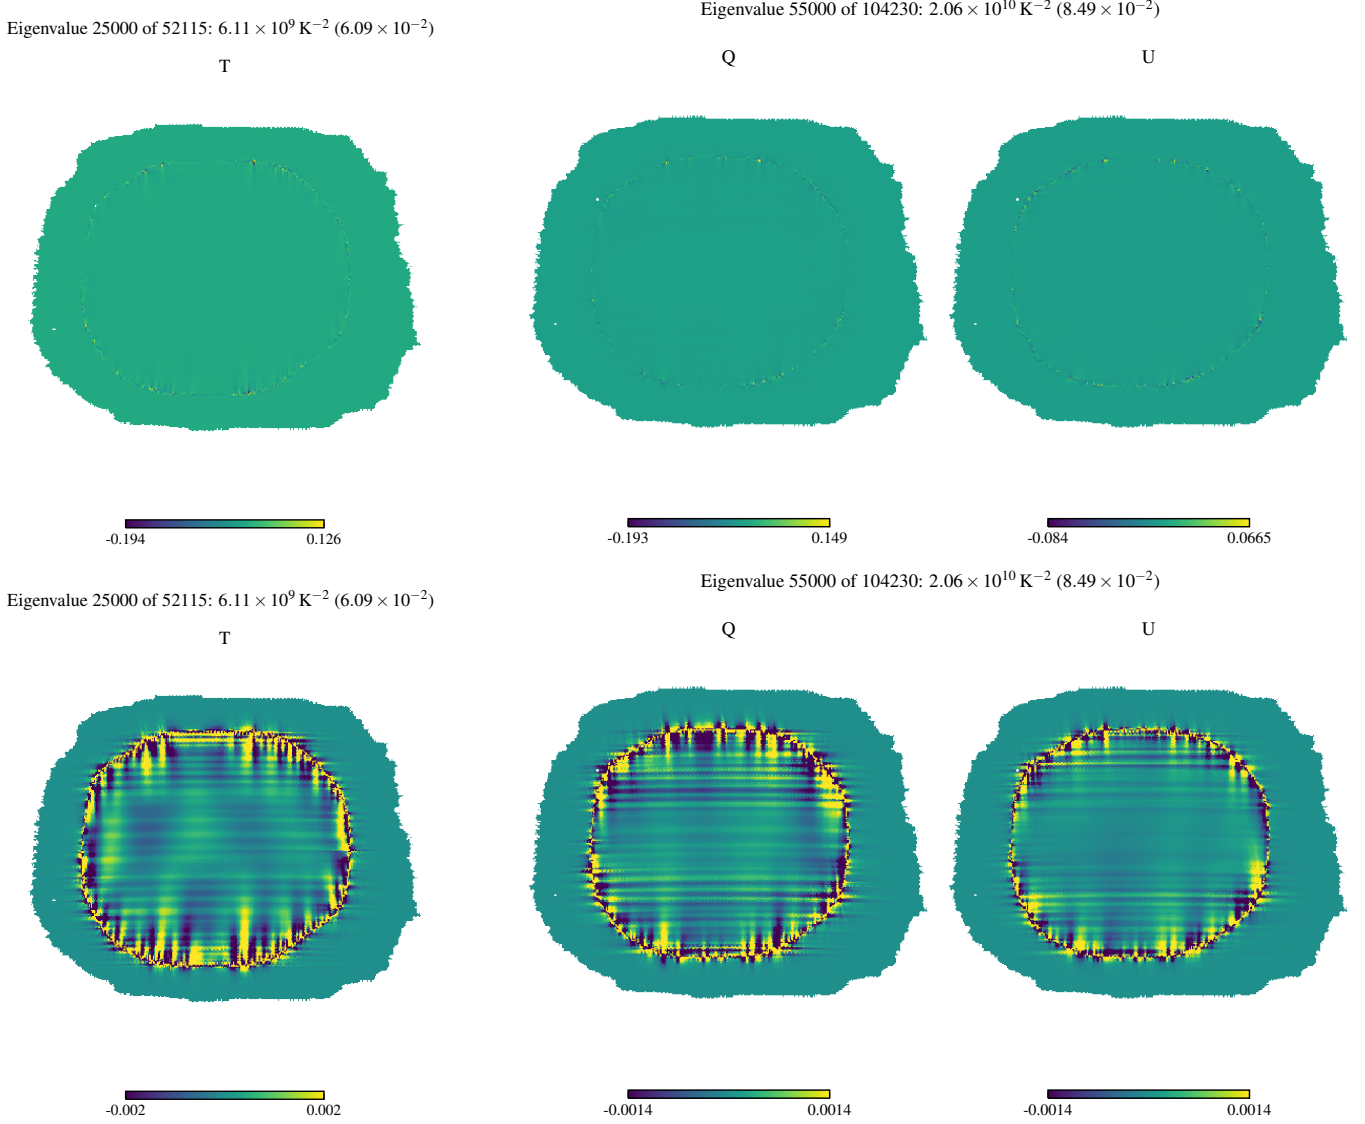 Eigenvalue 25000 of 52115: 6.11 × 10⁹ K⁻² (6.09 × 10⁻²)
T
Eigenvalue 55000 of 104230: 2.06 × 10¹⁰ K⁻² (8.49 × 10⁻²)
Q U
-0.194 0.126
-0.193 0.149
-0.084 0.0665
Eigenvalue 25000 of 52115: 6.11 × 10⁹ K⁻² (6.09 × 10⁻²)
T
Eigenvalue 55000 of 104230: 2.06 × 10¹⁰ K⁻² (8.49 × 10⁻²)
Q U
-0.002 0.002
-0.0014 0.0014
-0.0014 0.0014